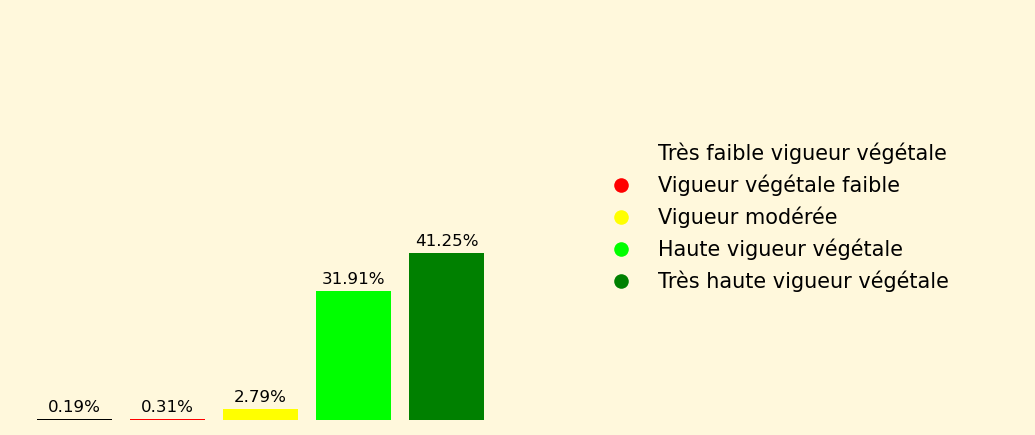 0.19%
0.31%
2.79%
31.91%
41.25%
Très faible vigueur végétale
Vigueur végétale faible
Vigueur modérée
Haute vigueur végétale
Très haute vigueur végétale